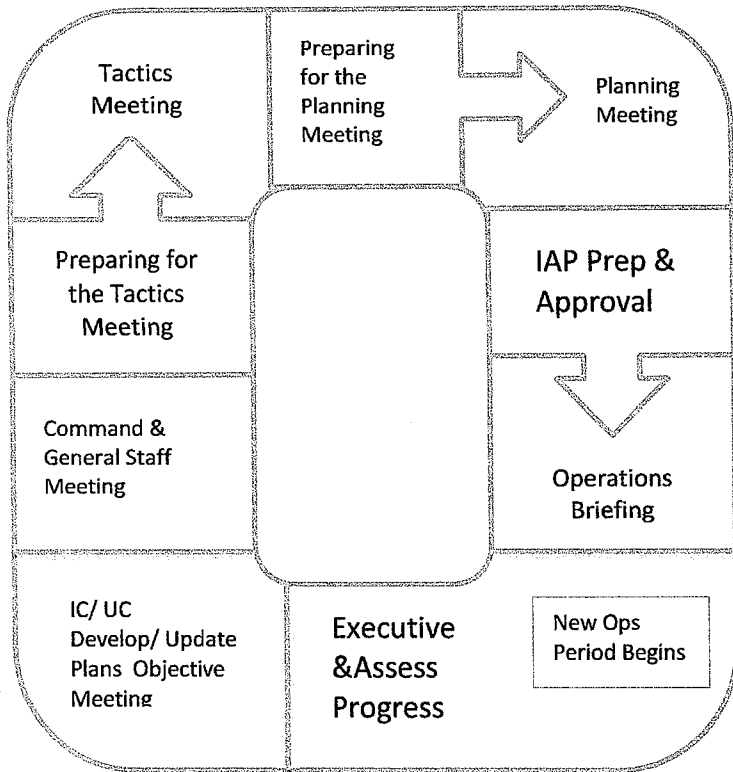 Tactics
Meeting
Preparing
for the
Planning
Meeting
Planning
Meeting
Preparing for
the Tactics
Meeting
IAP Prep &
Approval
Command &
General Staff
Meeting
Operations
Briefing
IC/ UC
Develop/ Update
Plans Objective
Meeting
Executive
&Assess
Progress
New Ops
Period Begins